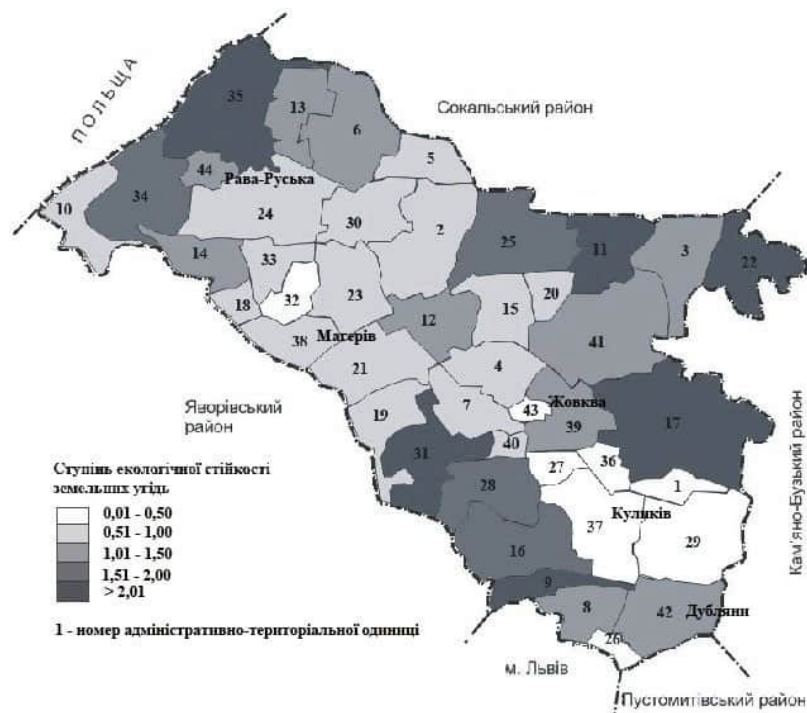 ПОЛЬЩА
Сокальський район
35
13
6
5
44
Рава-Руська
34
10
24
30
2
25
11
3
22
14
33
32
23
18
12
15
20
41
Магерів
38
21
4
Яворівський
район
19
7
43
Жовква
39
17
40
31
27
36
1
28
Куликів
37
29
16
9
8
42
Дубляни
26
Кам'яно-Бузький район
Ступінь екологічної стійкості
земельних угідь
0,01 - 0,50
0,51 - 1,00
1,01 - 1,50
1,51 - 2,00
> 2,01
1 - номер адміністративно-територіальної одиниці
м. Львів
Пустомитівський район